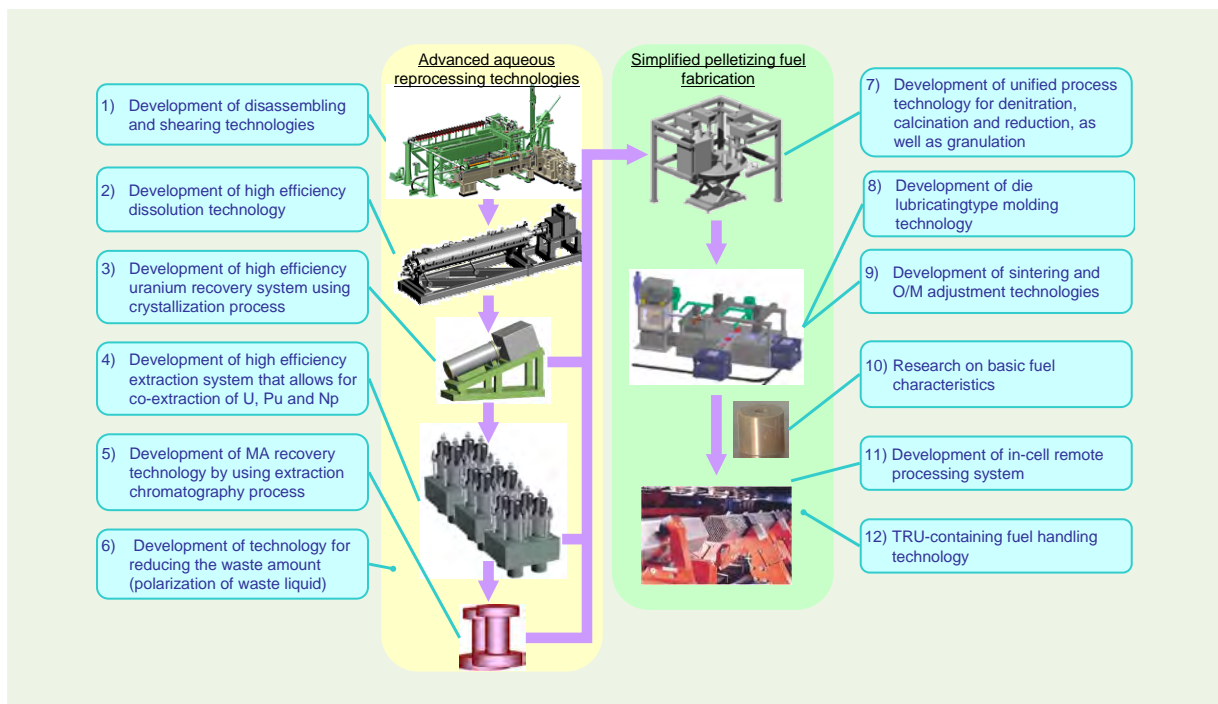 Advanced aqueous
reprocessing technologies
1) Development of disassembling
and shearing technologies
2) Development of high efficiency
dissolution technology
3) Development of high efficiency
uranium recovery system using
crystallization process
4) Development of high efficiency
extraction system that allows for
co-extraction of U, Pu and Np
5) Development of MA recovery
technology by using extraction
chromatography process
6) Development of technology for
reducing the waste amount
(polarization of waste liquid)
Simplified pelletizing fuel
fabrication
7) Development of unified process
technology for denitration,
calcination and reduction, as
well as granulation
8) Development of die
lubricatingtype molding
technology
9) Development of sintering and
O/M adjustment technologies
10) Research on basic fuel
characteristics
11) Development of in-cell remote
processing system
12) TRU-containing fuel handling
technology